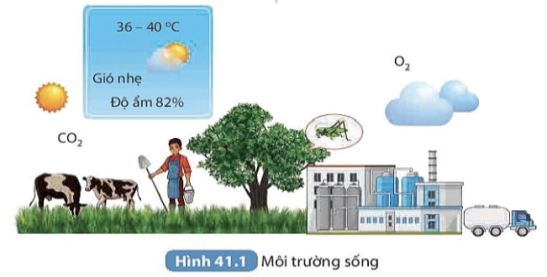 36 – 40 °C
Gió nhẹ
Độ ẩm 82%
O₂
CO₂
Hình 41.1 Môi trường sống